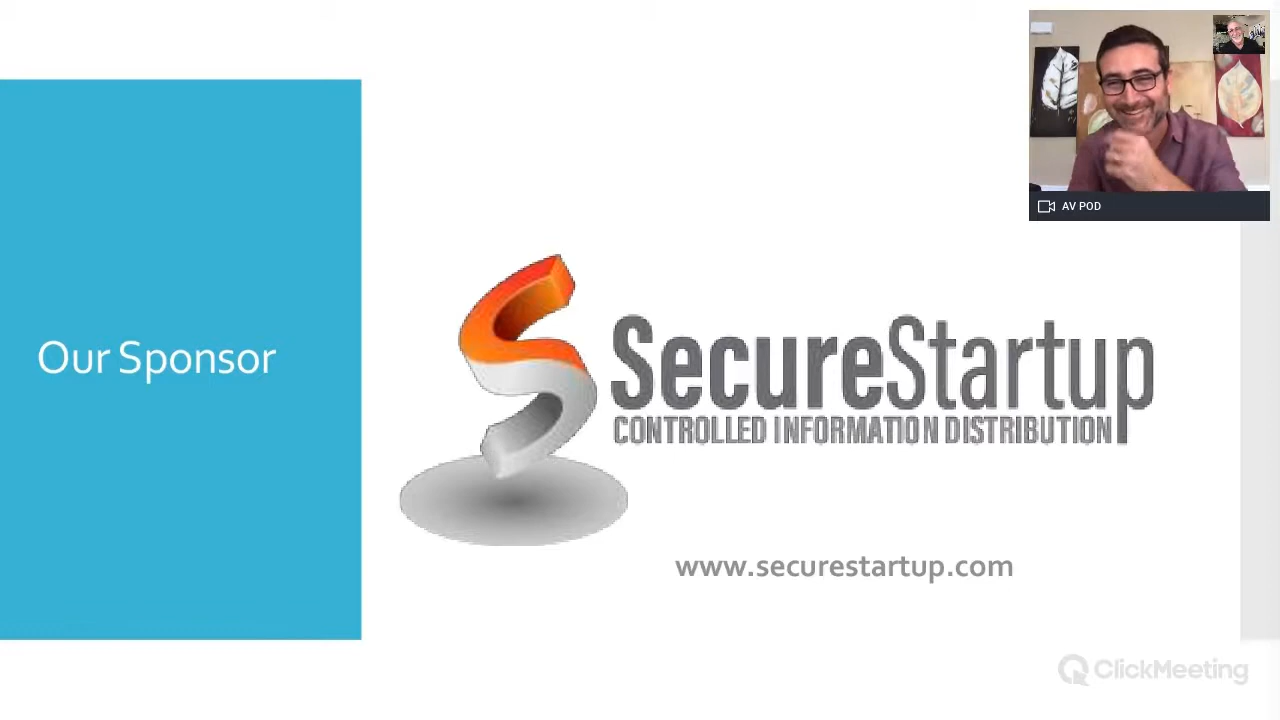 AV POD
Our Sponsor
SecureStartup
CONTROLLED INFORMATION DISTRIBUTION
www.securestartup.com
ClickMeeting